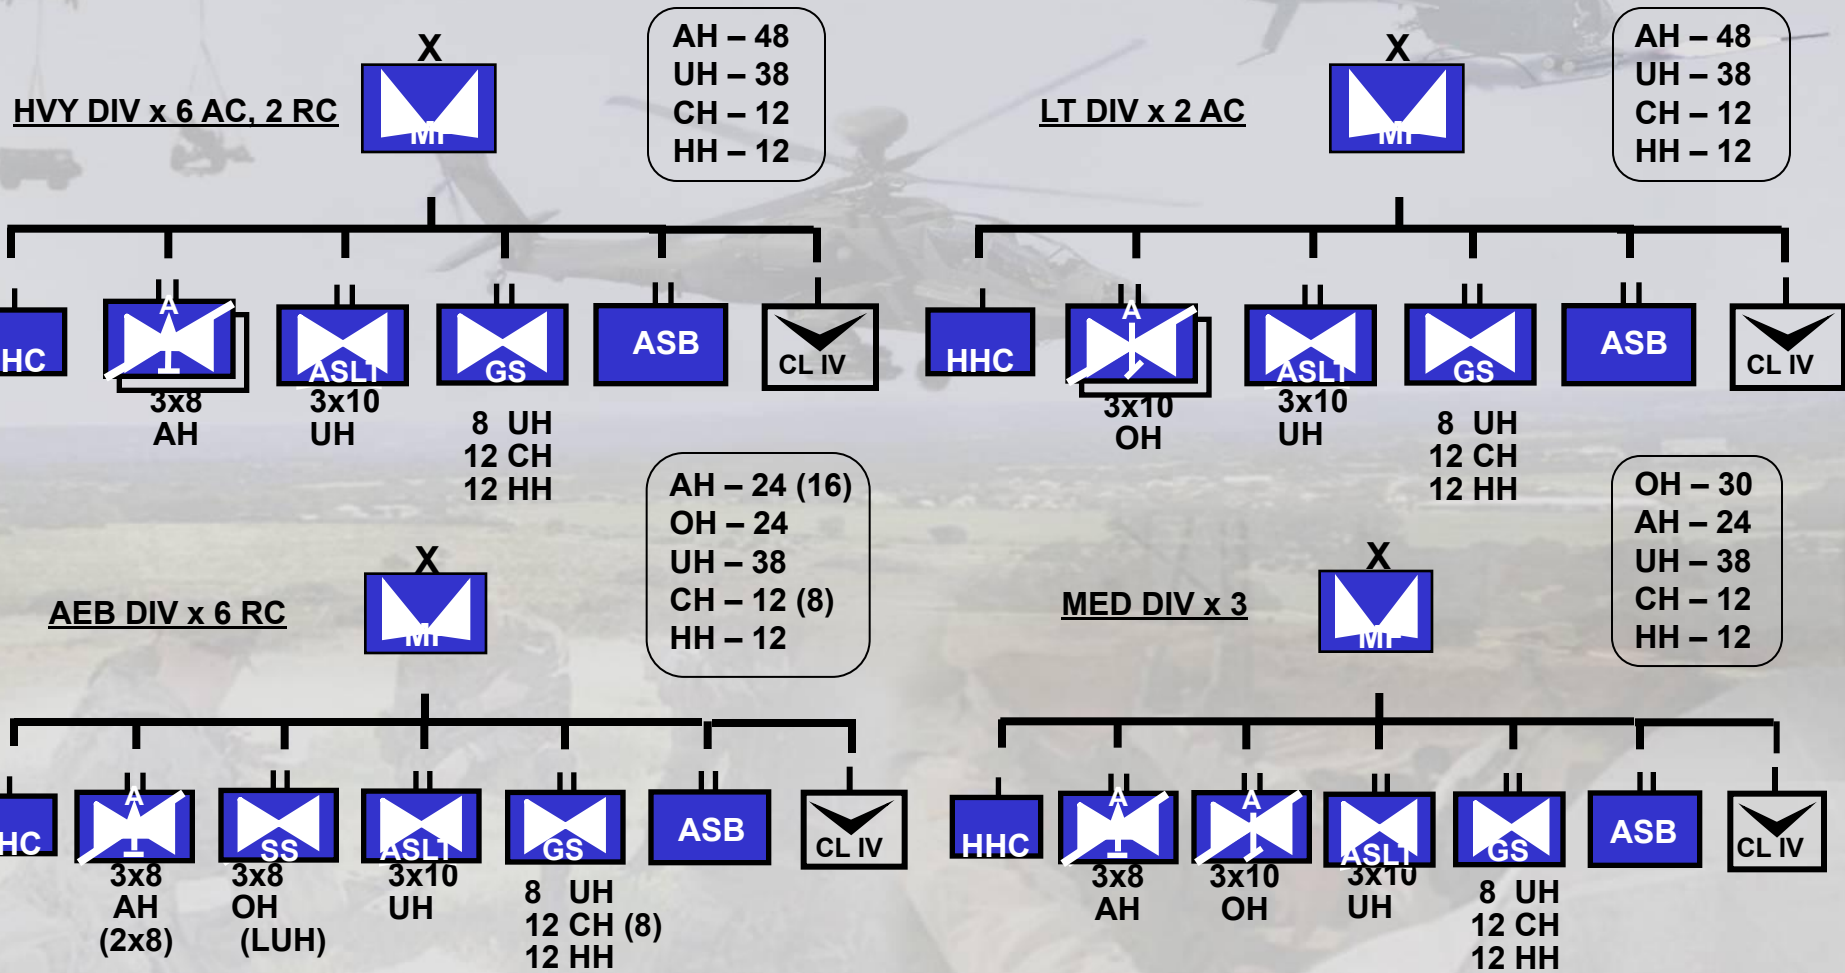 X
MF
HVY DIV x 6 AC, 2 RC
AH – 48
UH – 38
CH – 12
HH – 12
HC
A
3x8
AH
ASLT
3x10
UH
GS
8 UH
12 CH
12 HH
ASB
CL IV
X
MF
LT DIV x 2 AC
AH – 48
UH – 38
CH – 12
HH – 12
HHC
A
3x10
OH
ASLT
3x10
UH
GS
8 UH
12 CH
12 HH
ASB
CL IV
X
MF
AEB DIV x 6 RC
AH – 24 (16)
OH – 24
UH – 38
CH – 12 (8)
HH – 12
HC
A
3x8
AH
(2x8)
SS
3x8
OH
(LUH)
ASLT
3x10
UH
GS
8 UH
12 CH (8)
12 HH
ASB
CL IV
X
MF
MED DIV x 3
OH – 30
AH – 24
UH – 38
CH – 12
HH – 12
HHC
A
3x8
AH
A
3x10
OH
ASLT
3x10
UH
GS
8 UH
12 CH
12 HH
ASB
CL IV